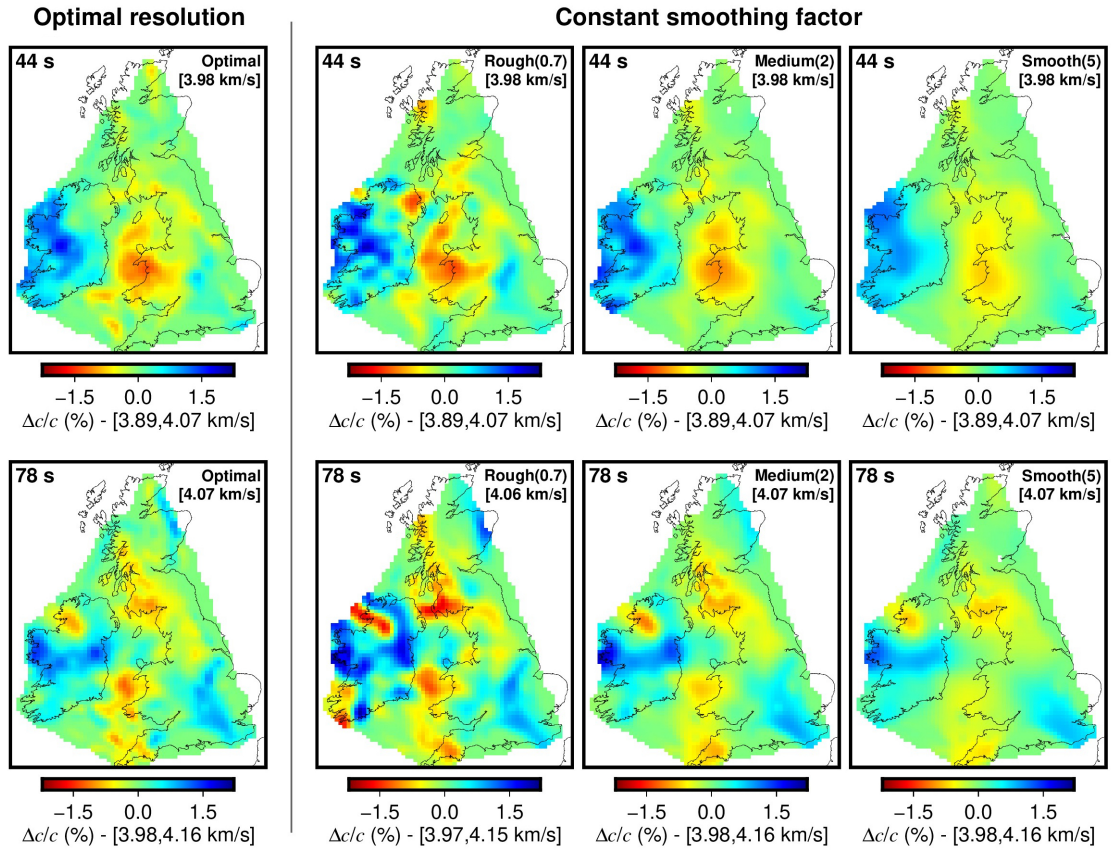 Optimal resolution
Constant smoothing factor
44 s
Optimal
[3.98 km/s]
44 s
Rough(0.7)
[3.98 km/s]
44 s
Medium(2)
[3.98 km/s]
44 s
Smooth(5)
[3.98 km/s]
−1.5 0.0 1.5
Δc/c (%) - [3.89,4.07 km/s]
−1.5 0.0 1.5
Δc/c (%) - [3.89,4.07 km/s]
−1.5 0.0 1.5
Δc/c (%) - [3.89,4.07 km/s]
−1.5 0.0 1.5
Δc/c (%) - [3.89,4.07 km/s]
78 s
Optimal
[4.07 km/s]
78 s
Rough(0.7)
[4.06 km/s]
78 s
Medium(2)
[4.07 km/s]
78 s
Smooth(5)
[4.07 km/s]
−1.5 0.0 1.5
Δc/c (%) - [3.98,4.16 km/s]
−1.5 0.0 1.5
Δc/c (%) - [3.97,4.15 km/s]
−1.5 0.0 1.5
Δc/c (%) - [3.98,4.16 km/s]
−1.5 0.0 1.5
Δc/c (%) - [3.98,4.16 km/s]